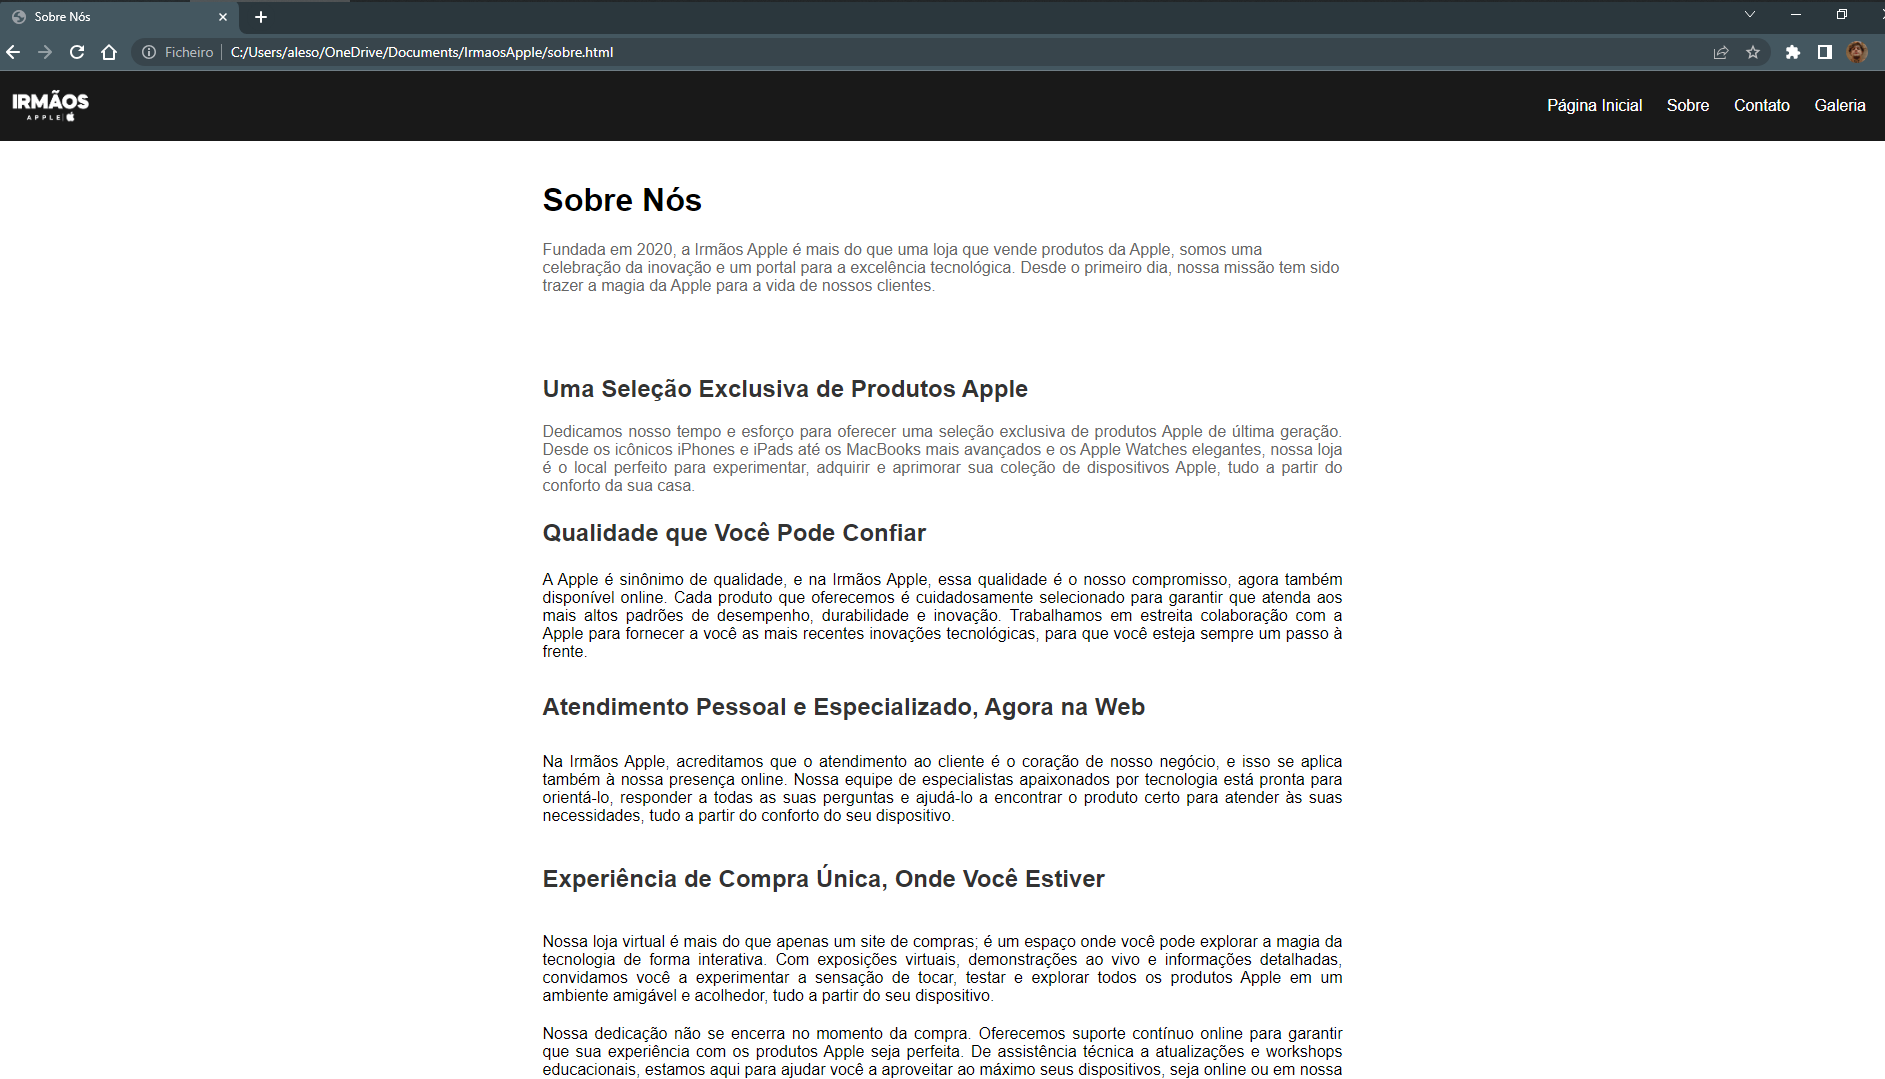 Sobre Nós
Ficheiro
C:/Users/aleso/OneDrive/Documents/IrmaosApple/sobre.html
IRMÃOS
APPLE
Página Inicial
Sobre
Contato
Galeria
Sobre Nós
Fundada em 2020, a Irmãos Apple é mais do que uma loja que vende produtos da Apple, somos uma
celebração da inovação e um portal para a excelência tecnológica. Desde o primeiro dia, nossa missão tem sido
trazer a magia da Apple para a vida de nossos clientes.
Uma Seleção Exclusiva de Produtos Apple
Dedicamos nosso tempo e esforço para oferecer uma seleção exclusiva de produtos Apple de última geração.
Desde os icônicos iPhones e iPads até os MacBooks mais avançados e os Apple Watches elegantes, nossa loja
é o local perfeito para experimentar, adquirir e aprimorar sua coleção de dispositivos Apple, tudo a partir do
conforto da sua casa.
Qualidade que Você Pode Confiar
A Apple é sinônimo de qualidade, e na Irmãos Apple, essa qualidade é o nosso compromisso, agora também
disponível online. Cada produto que oferecemos é cuidadosamente selecionado para garantir que atenda aos
mais altos padrões de desempenho, durabilidade e inovação. Trabalhamos em estreita colaboração com a
Apple para fornecer a você as mais recentes inovações tecnológicas, para que você esteja sempre um passo à
frente.
Atendimento Pessoal e Especializado, Agora na Web
Na Irmãos Apple, acreditamos que o atendimento ao cliente é o coração de nosso negócio, e isso se aplica
também à nossa presença online. Nossa equipe de especialistas apaixonados por tecnologia está pronta para
orientá-lo, responder a todas as suas perguntas e ajudá-lo a encontrar o produto certo para atender às suas
necessidades, tudo a partir do conforto do seu dispositivo.
Experiência de Compra Única, Onde Você Estiver
Nossa loja virtual é mais do que apenas um site de compras; é um espaço onde você pode explorar a magia da
tecnologia de forma interativa. Com exposições virtuais, demonstrações ao vivo e informações detalhadas,
convidamos você a experimentar a sensação de tocar, testar e explorar todos os produtos Apple em um
ambiente amigável e acolhedor, tudo a partir do seu dispositivo.
Nossa dedicação não se encerra no momento da compra. Oferecemos suporte contínuo online para garantir
que sua experiência com os produtos Apple seja perfeita. De assistência técnica a atualizações e workshops
educacionais, estamos aqui para ajudar você a aproveitar ao máximo seus dispositivos, seja online ou em nossa